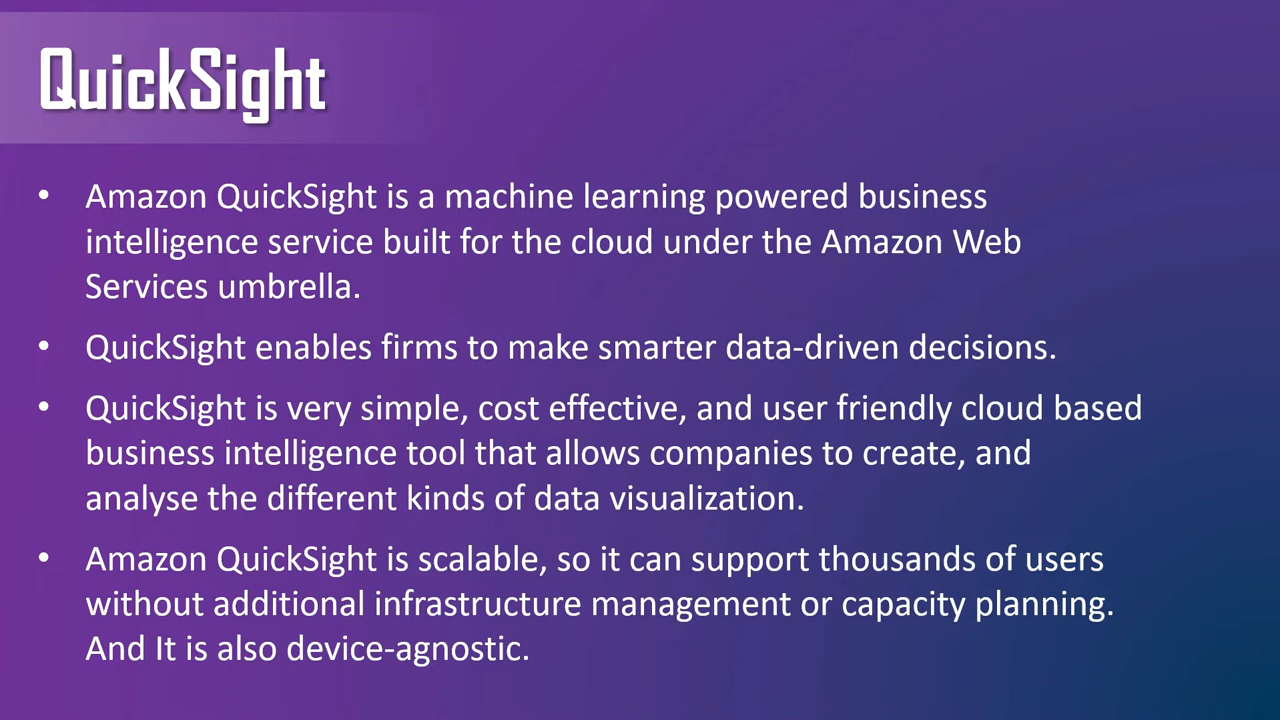 QuickSight
• Amazon QuickSight is a machine learning powered business
intelligence service built for the cloud under the Amazon Web
Services umbrella.
• QuickSight enables firms to make smarter data-driven decisions.
• QuickSight is very simple, cost effective, and user friendly cloud based
business intelligence tool that allows companies to create, and
analyse the different kinds of data visualization.
• Amazon QuickSight is scalable, so it can support thousands of users
without additional infrastructure management or capacity planning.
And It is also device-agnostic.